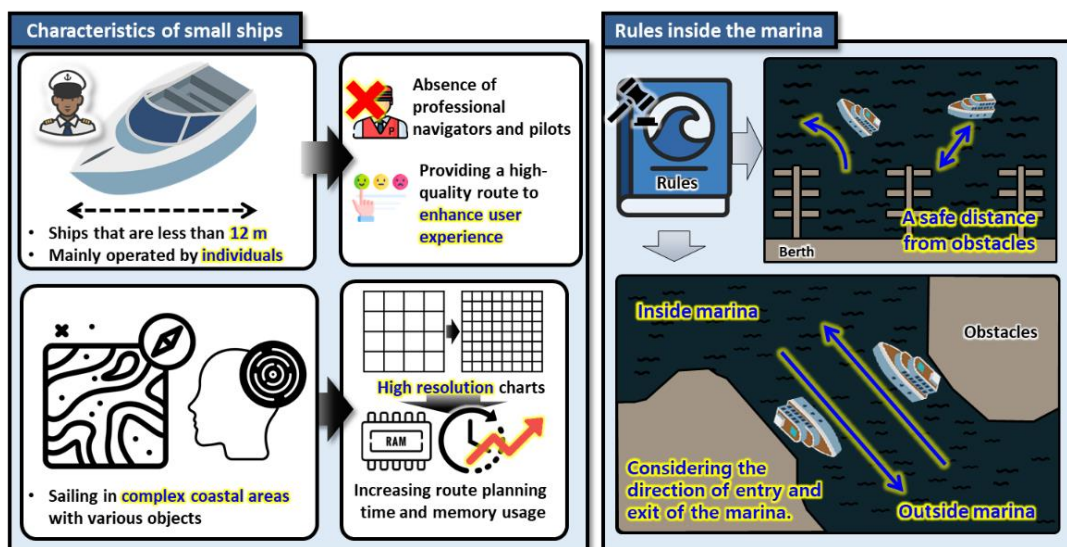 Characteristics of small ships
• Ships that are less than 12 m
• Mainly operated by individuals
P
Absence of
professional
navigators and pilots
Providing a high-
quality route to
enhance user
experience
• Sailing in complex coastal areas
with various objects
High resolution charts
RAM
Increasing route planning
time and memory usage
Rules inside the marina
Rules
A safe distance
from obstacles
Berth
Inside marina
Obstacles
Considering the
direction of entry and
exit of the marina.
Outside marina